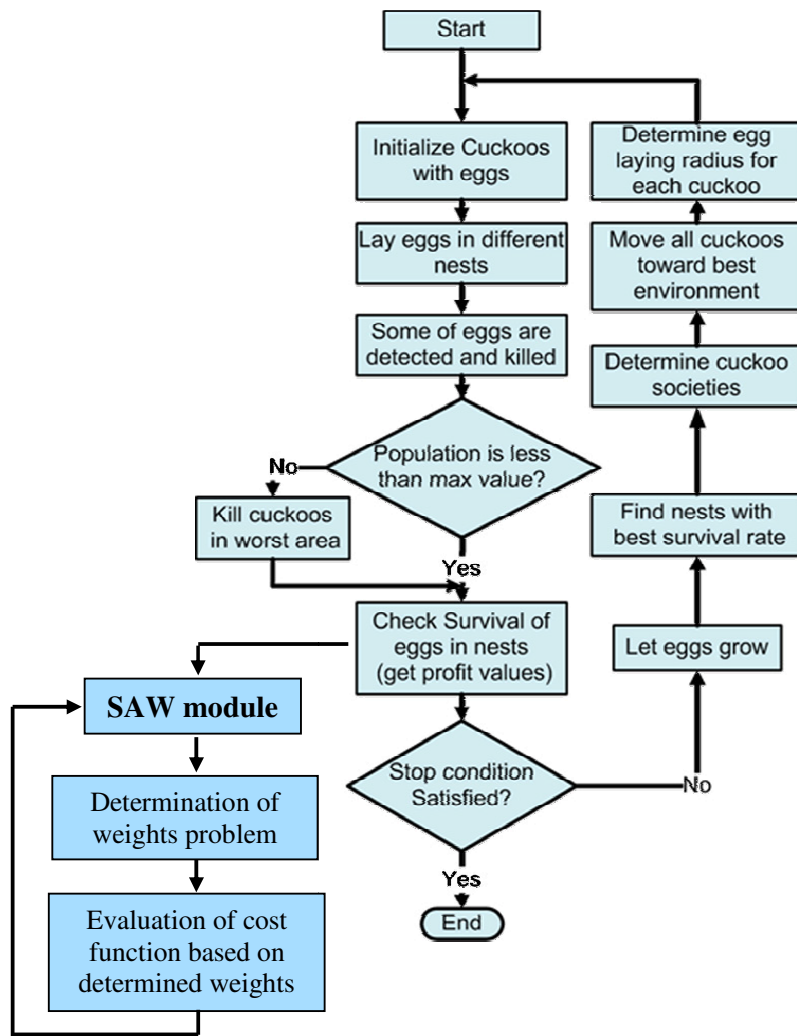 Start
Initialize Cuckoos
with eggs
Lay eggs in different
nests
Some of eggs are
detected and killed
Population is less
than max value?
No
Kill cuckoos
in worst area
Yes
Check Survival of
eggs in nests
(get profit values)
SAW module
Determination of
weights problem
Evaluation of cost
function based on
determined weights
Stop condition
Satisfied?
Yes
End
No
Let eggs grow
Find nests with
best survival rate
Determine cuckoo
societies
Move all cuckoos
toward best
environment
Determine egg
laying radius for
each cuckoo